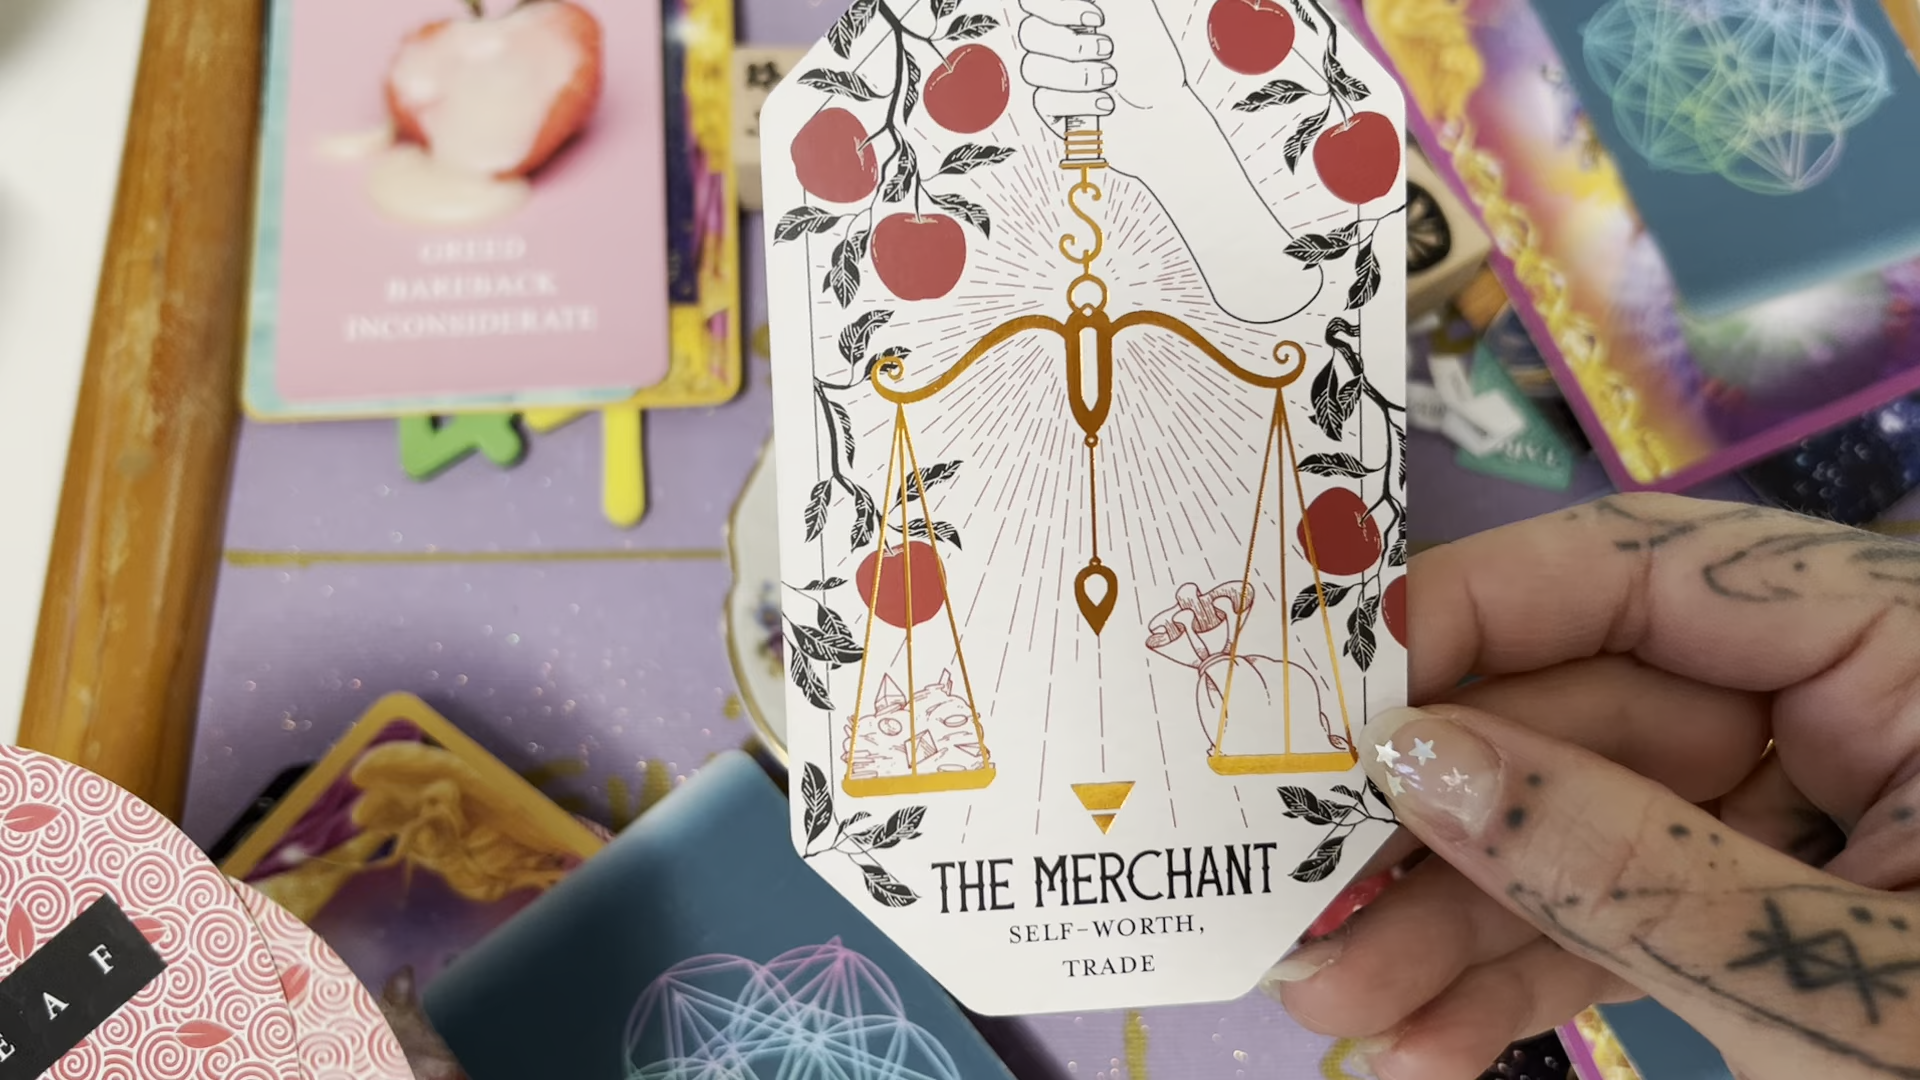 GREED
BAREBACK
INCONSIDERATE
THE MERCHANT
SELF-WORTH,
TRADE
E A F